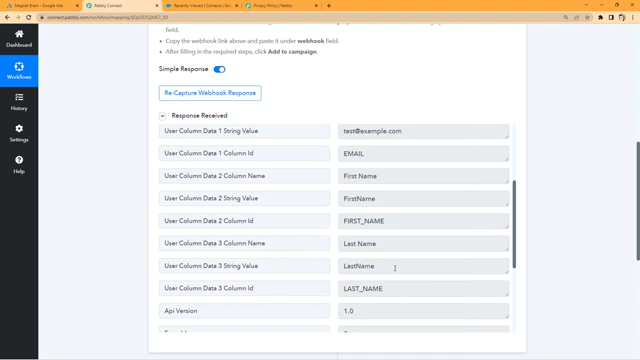 Magnet Brain - Google Ads
Pabbly Connect
Recently Viewed | Contacts | Sa
Privacy Policy | Pabbly
connect.pabbly.com/workflow/mapping/
field.
• Copy the webhook link above and paste it under webhook field.
• After filling in the required steps, click Add to campaign.
Simple Response
Re-Capture Webhook Response
Response Received
User Column Data 1 String Value test@example.com
User Column Data 1 Column Id EMAIL
User Column Data 2 Column Name First Name
User Column Data 2 String Value FirstName
User Column Data 2 Column Id FIRST_NAME
User Column Data 3 Column Name Last Name
User Column Data 3 String Value LastName
User Column Data 3 Column Id LAST_NAME
Api Version 1.0
Dashboard
Workflows
History
Settings
Help